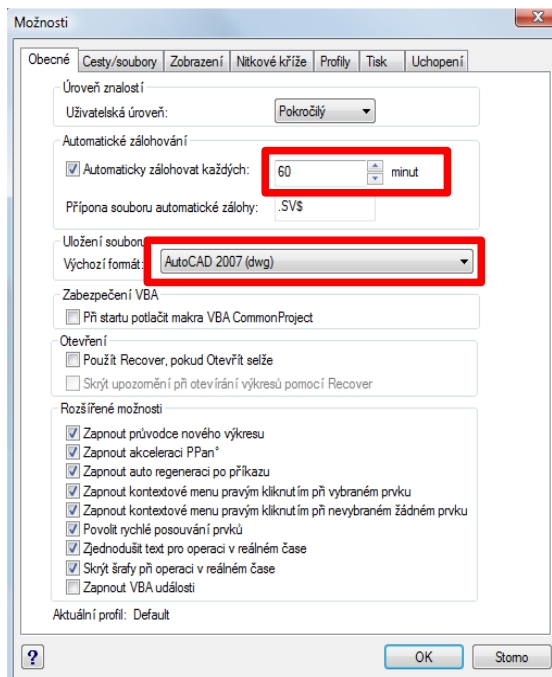 Možnosti
x
Obecné Cesty/soubory Zobrazení Nitkové kříže Profily Tisk Uchopení
Úroveň znalostí
Uživatelská úroveň: Pokročilý
Automatické zálohování
Automaticky zálohovat každých: 60 minut
Přípona souboru automatické zálohy: .SV$
Uložení souboru
Výchozí formát: AutoCAD 2007 (dwg)
Zabezpečení VBA
Při startu potlačit makra VBA CommonProject
Otevření
Použít Recover, pokud Otevřít selže
Skrýt upozornění při otevírání výkresů pomocí Recover
Rozšířené možnosti
Zapnout průvodce nového výkresu
Zapnout akceleraci PPan°
Zapnout auto regeneraci po příkazu
Zapnout kontextové menu pravým kliknutím při vybraném prvku
Zapnout kontextové menu pravým kliknutím při nevybraném žádném prvku
Povolit rychlé posouvání prvků
Zjednodušit text pro operaci v reálném čase
Skrýt šrafy při operaci v reálném čase
Zapnout VBA události
Aktuální profil: Default
? OK Storno